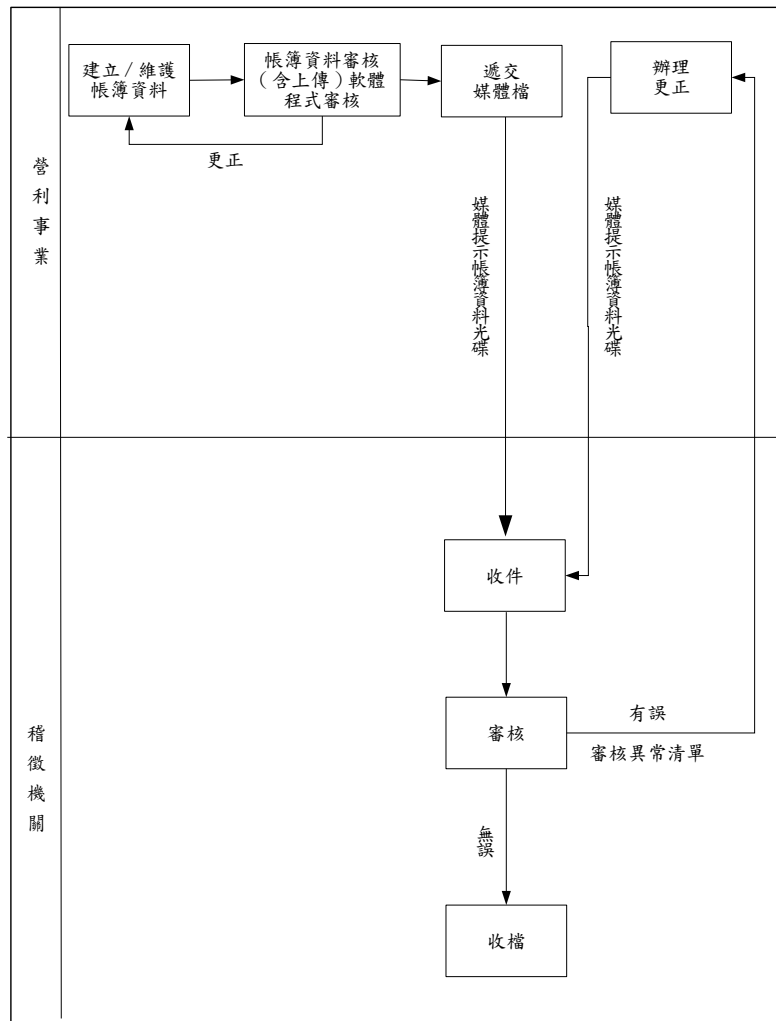 營利事業
建立／維護
帳簿資料
帳簿資料審核
（含上傳）軟體
程式審核
遞交
媒體檔
辦理
更正
更正
媒體提示帳簿資料光碟
媒體提示帳簿資料光碟
稽徵機關
收件
審核
有誤
審核異常清單
無誤
收檔